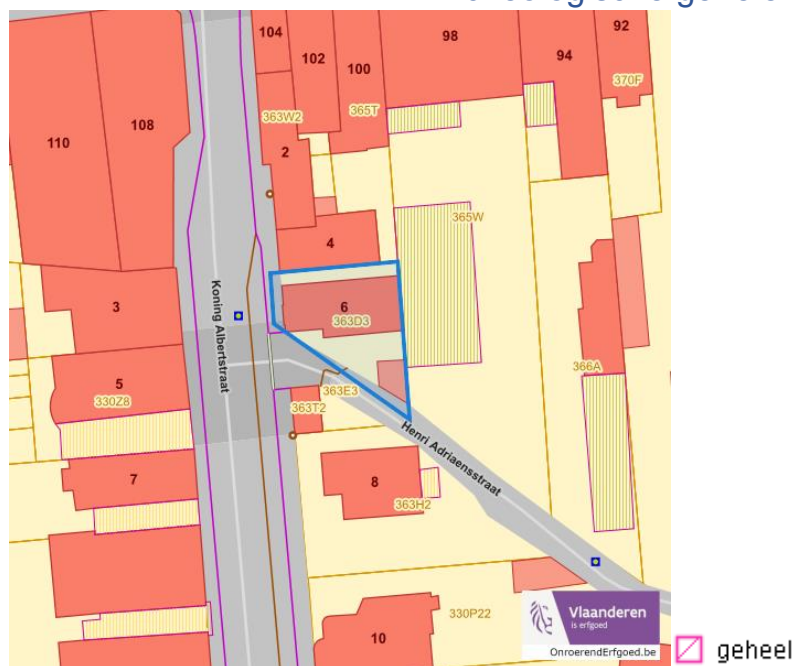 104
102
100
98
94
92
370F
365T
363W2
108
110
2
365W
4
3
6
363D3
Koning Albertstraat
366A
5
330Z8
363E3
363T2
Henri Adriaensstraat
8
7
363H2
330P22
10
Vlaanderen
is erfgoed
OnroerendErfgoed.be
geheel